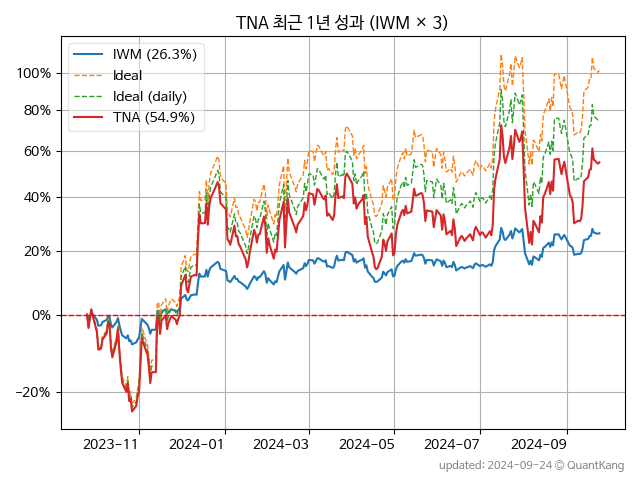 TNA 최근 1년 성과 (IWM × 3)
IWM (26.3%)
Ideal
Ideal (daily)
TNA (54.9%)
100%
80%
60%
40%
20%
0%
−20%
2023−11
2024−01
2024−03
2024−05
2024−07
2024−09
updated: 2024−09−24 © QuantKang